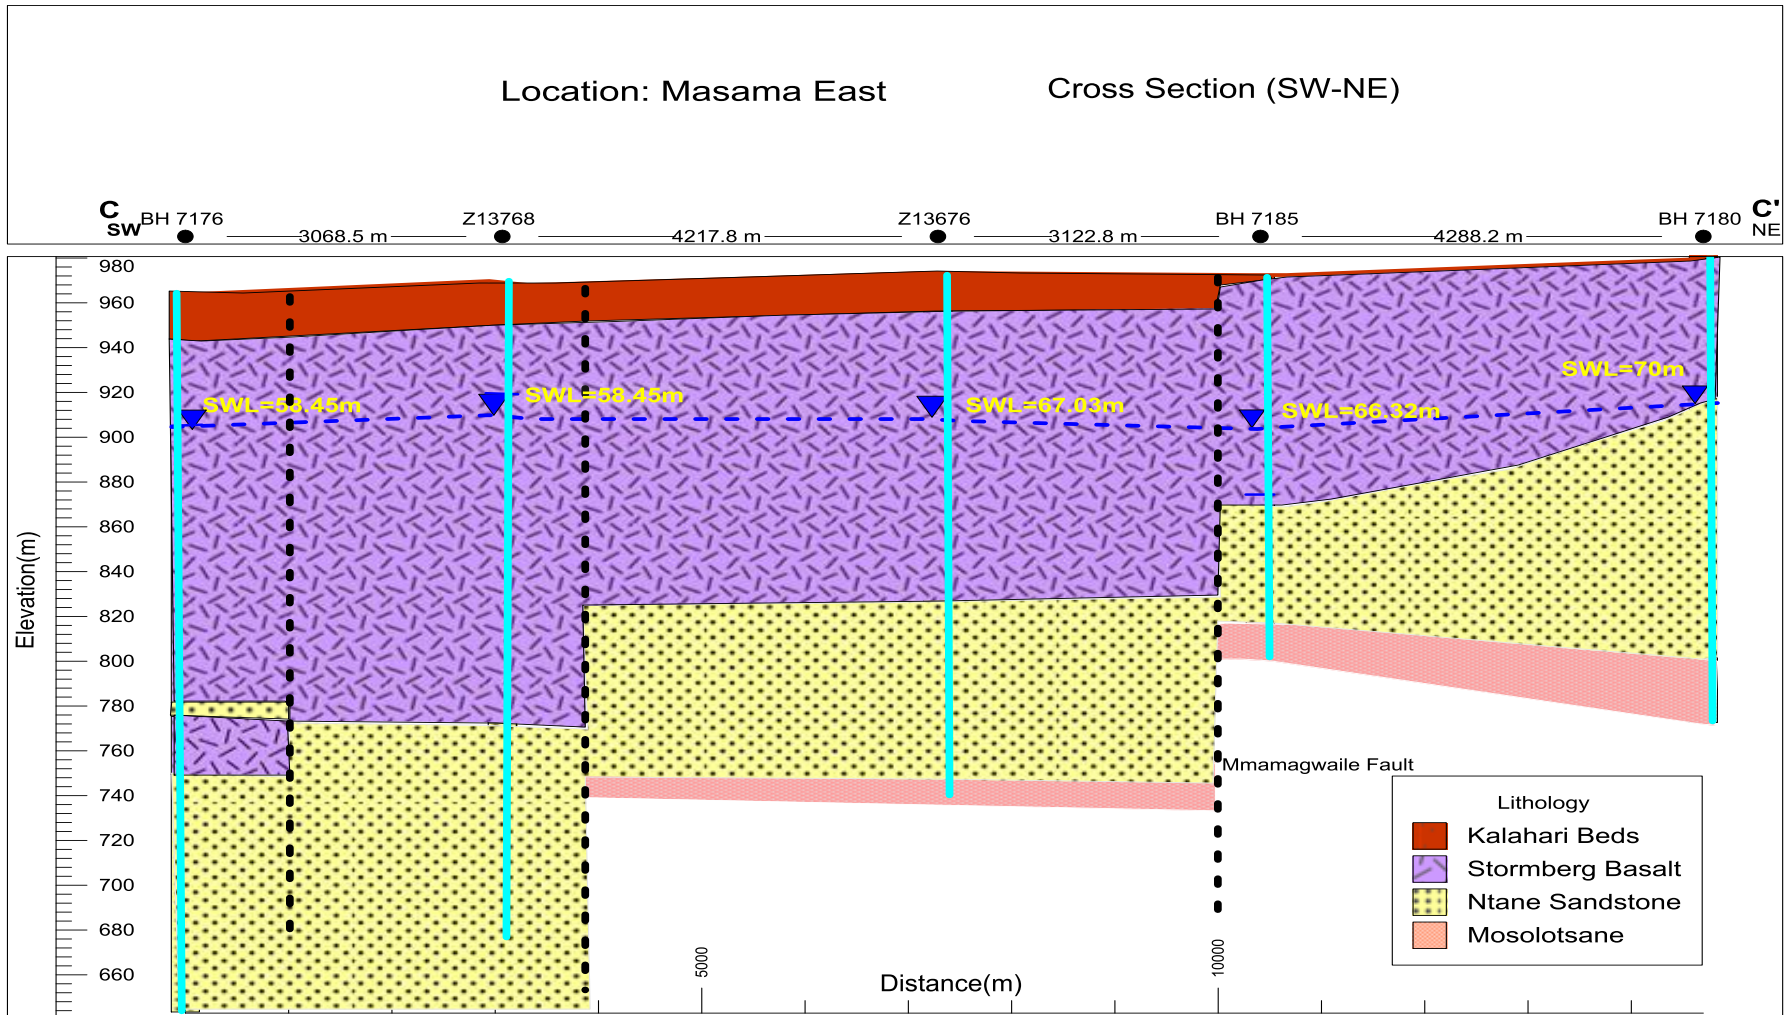 Location: Masama East Cross Section (SW-NE)
C C'
SW BH 7176 Z13768 Z13676 BH 7185 BH 7180 NE
3068.5 m 4217.8 m 3122.8 m 4288.2 m
980
960
940
920
900
880
860
840
820
800
780
760
740
720
700
680
660
Elevation(m)
SWL=58.45m
SWL=58.45m
SWL=67.03m
SWL=66.32m
SWL=70m
Mmamagwaile Fault
Lithology
Kalahari Beds
Stormberg Basalt
Ntane Sandstone
Mosolotsane
5000
10000
Distance(m)